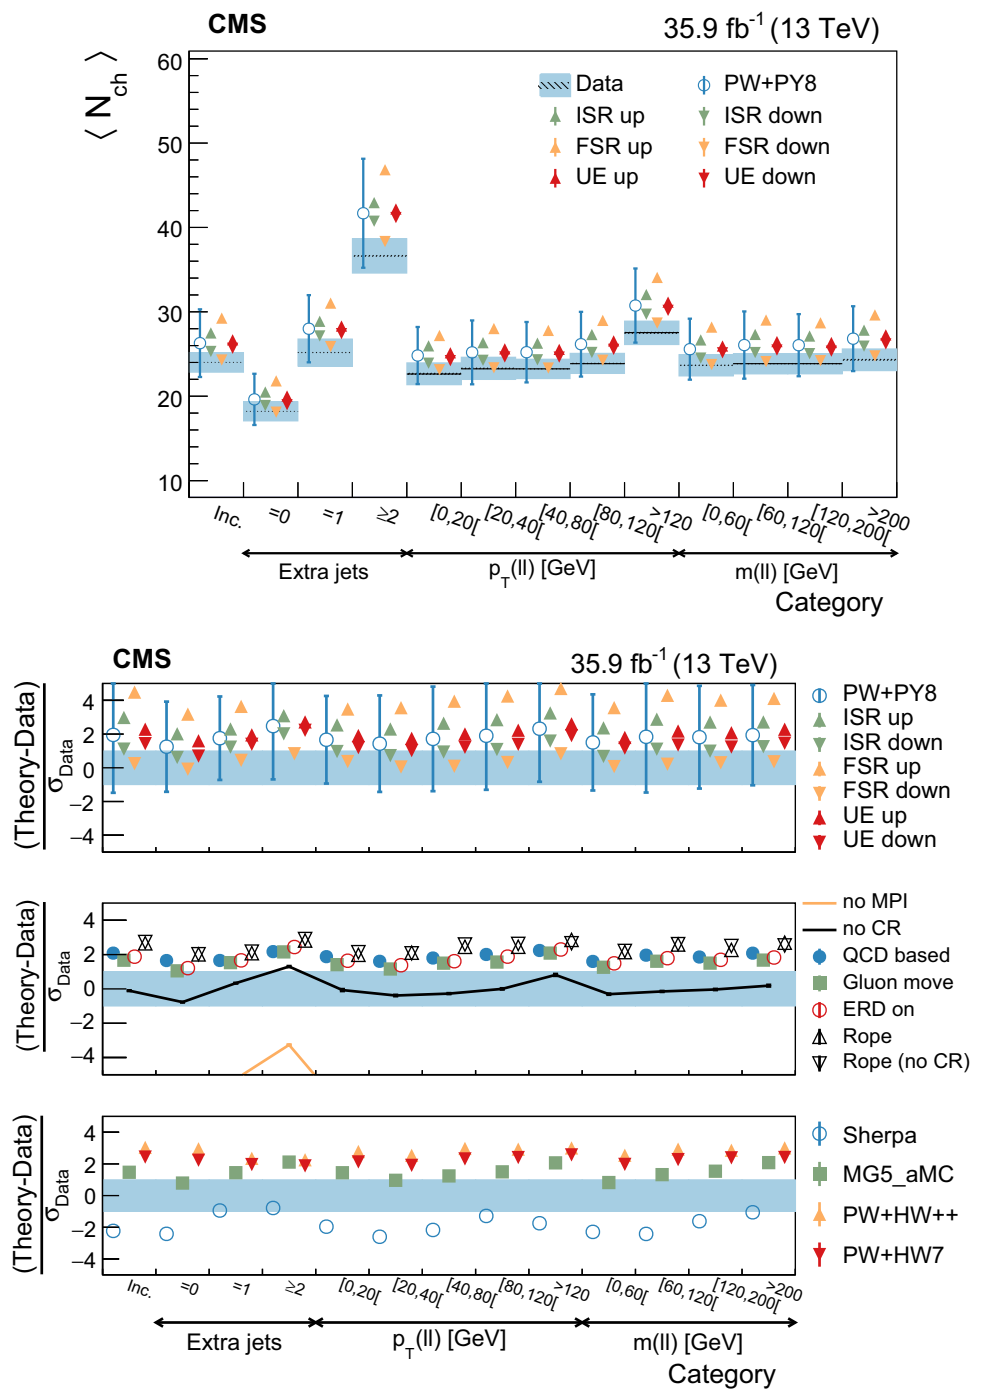 CMS 35.9 fb⁻¹ (13 TeV)
⟨ N_ch ⟩
60
50
40
30
20
10
Data
PW+PY8
ISR up
ISR down
FSR up
FSR down
UE up
UE down
Inc. =0 =1 ≥2 [0,20[ [20,40[ [40,80[ [80,120[ >120 [0,60[ [60,120[ [120,200[ >200
Extra jets p_T(ll) [GeV] m(ll) [GeV]
Category
CMS 35.9 fb⁻¹ (13 TeV)
(Theory-Data)
σ_Data
4
2
0
−2
−4
PW+PY8
ISR up
ISR down
FSR up
FSR down
UE up
UE down
(Theory-Data)
σ_Data
4
2
0
−2
−4
no MPI
no CR
QCD based
Gluon move
ERD on
Rope
Rope (no CR)
(Theory-Data)
σ_Data
4
2
0
−2
−4
Sherpa
MG5_aMC
PW+HW++
PW+HW7
Inc. =0 =1 ≥2 [0,20[ [20,40[ [40,80[ [80,120[ >120 [0,60[ [60,120[ [120,200[ >200
Extra jets p_T(ll) [GeV] m(ll) [GeV]
Category